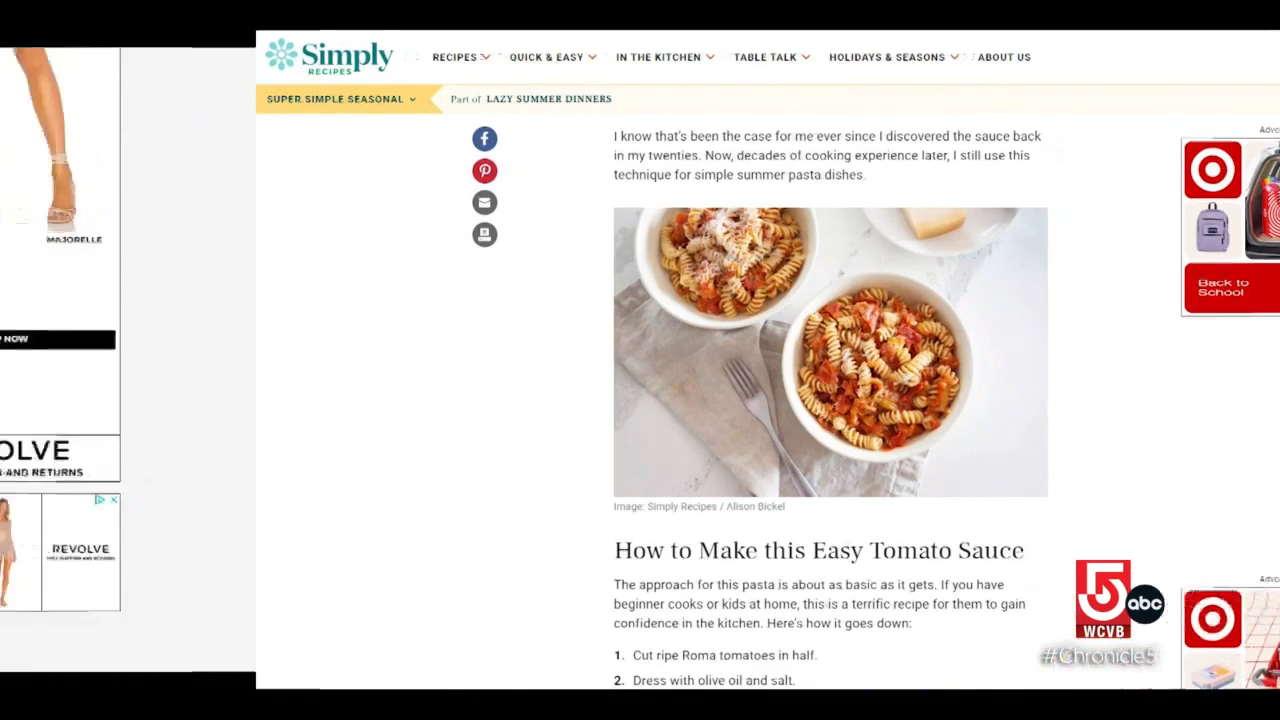 Simply
RECIPES
RECIPES
QUICK & EASY
IN THE KITCHEN
TABLE TALK
HOLIDAYS & SEASONS
ABOUT US
SUPER SIMPLE SEASONAL
Part of LAZY SUMMER DINNERS
I know that's been the case for me ever since I discovered the sauce back
in my twenties. Now, decades of cooking experience later, I still use this
technique for simple summer pasta dishes.
Image: Simply Recipes / Alison Bickel
How to Make this Easy Tomato Sauce
The approach for this pasta is about as basic as it gets. If you have
beginner cooks or kids at home, this is a terrific recipe for them to gain
confidence in the kitchen. Here's how it goes down:
1. Cut ripe Roma tomatoes in half.
2. Dress with olive oil and salt.
MAJORELLE
NOW
OLVE
AND RETURNS
REVOLVE
Back to
School
5
abc
WCVB
#Chronicle5